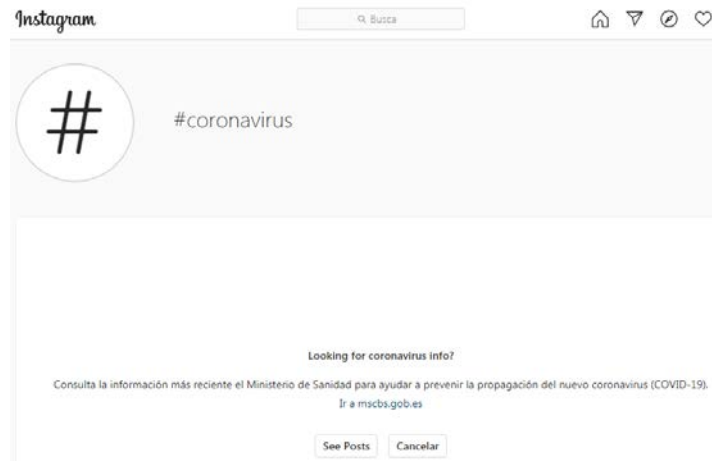 Instagram
Busca
#
#coronavirus
Looking for coronavirus info?
Consulta la información más reciente el Ministerio de Sanidad para ayudar a prevenir la propagación del nuevo coronavirus (COVID-19).
Ir a mscbs.gob.es
See Posts Cancelar